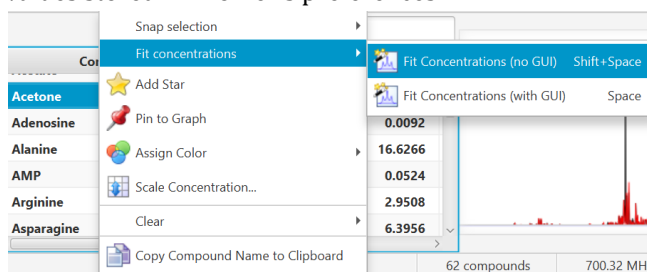 Snap selection
Fit concentrations
Fit Concentrations (no GUI) Shift+Space
Fit Concentrations (with GUI) Space
Add Star
Pin to Graph
Assign Color
Scale Concentration...
Clear
Copy Compound Name to Clipboard
Acetone
Adenosine 0.0092
Alanine 16.6266
AMP 0.0524
Arginine 2.9508
Asparagine 6.3956
62 compounds 700.32 MH